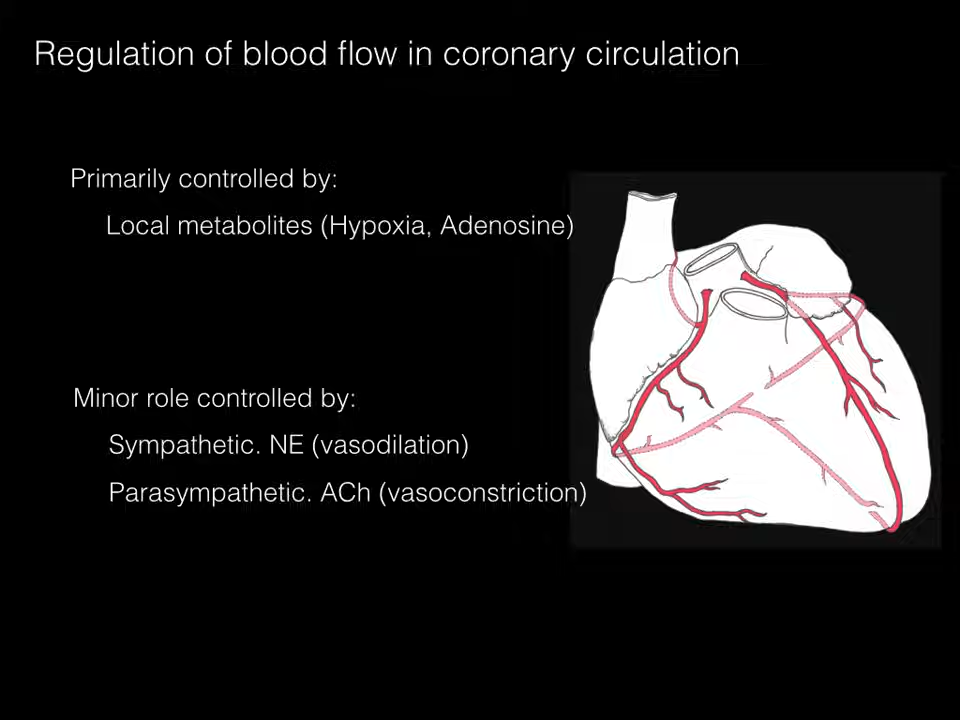 Regulation of blood flow in coronary circulation
Primarily controlled by:
Local metabolites (Hypoxia, Adenosine)
Minor role controlled by:
Sympathetic. NE (vasodilation)
Parasympathetic. ACh (vasoconstriction)